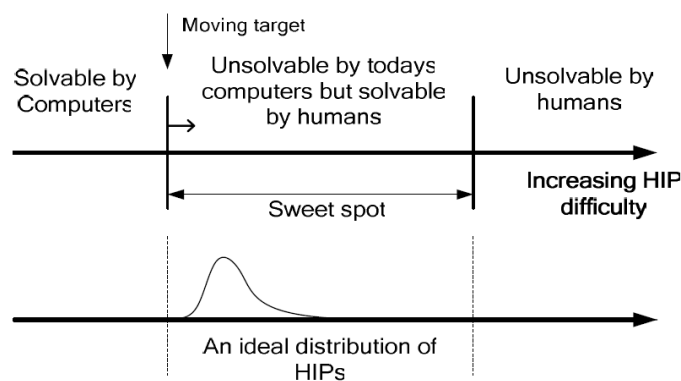 Moving target
Solvable by
Computers
Unsolvable by todays
computers but solvable
by humans
Unsolvable by
humans
Increasing HIP
difficulty
Sweet spot
An ideal distribution of
HIPs